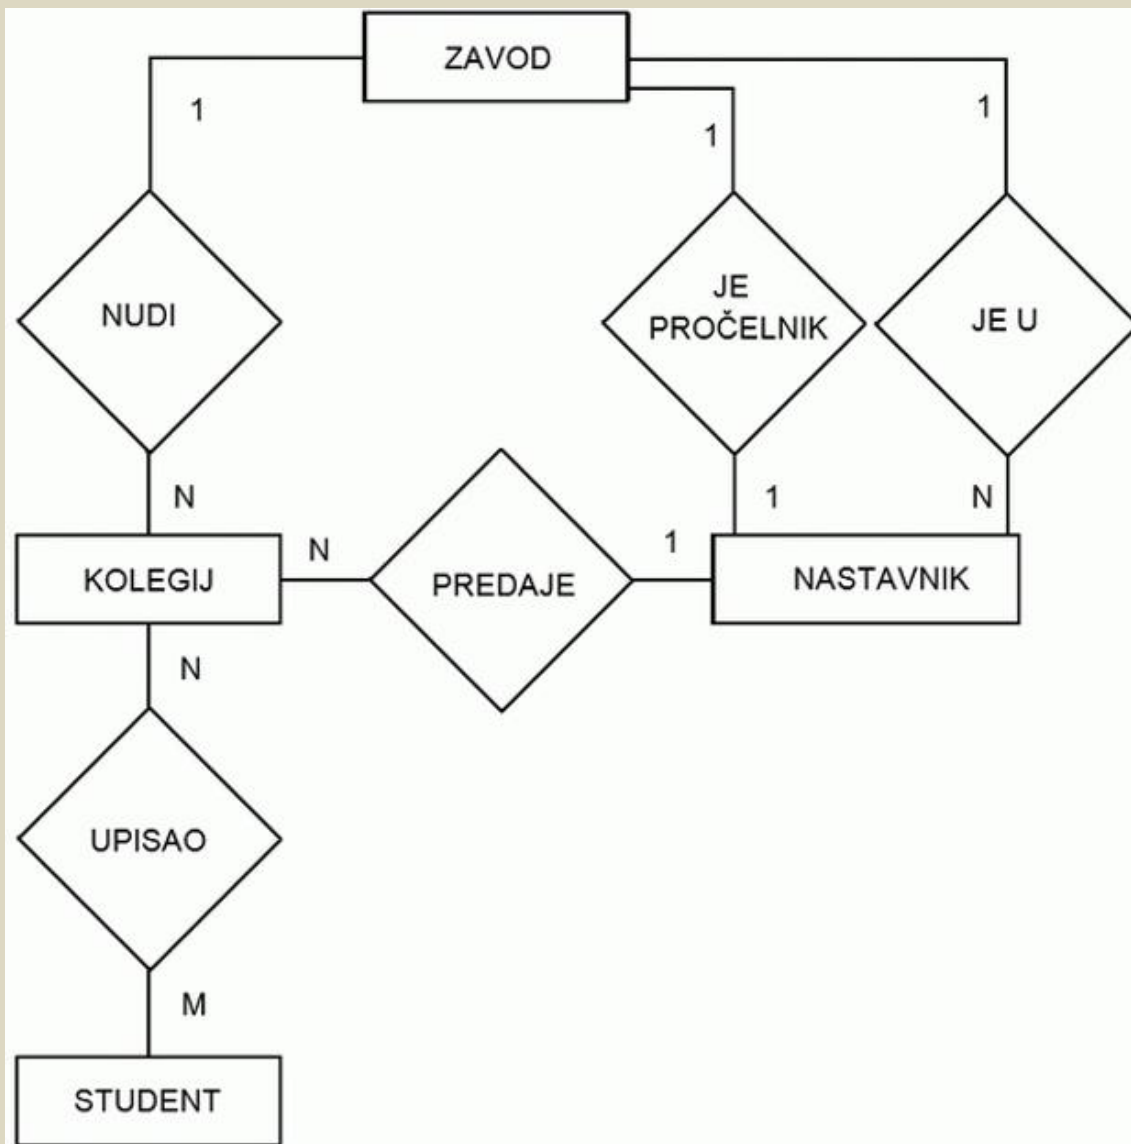 ZAVOD
1
1
1
NUDI
JE
PROČELNIK
JE U
N
1
N
N
1
KOLEGIJ
PREDAJE
NASTAVNIK
N
UPISAO
M
STUDENT